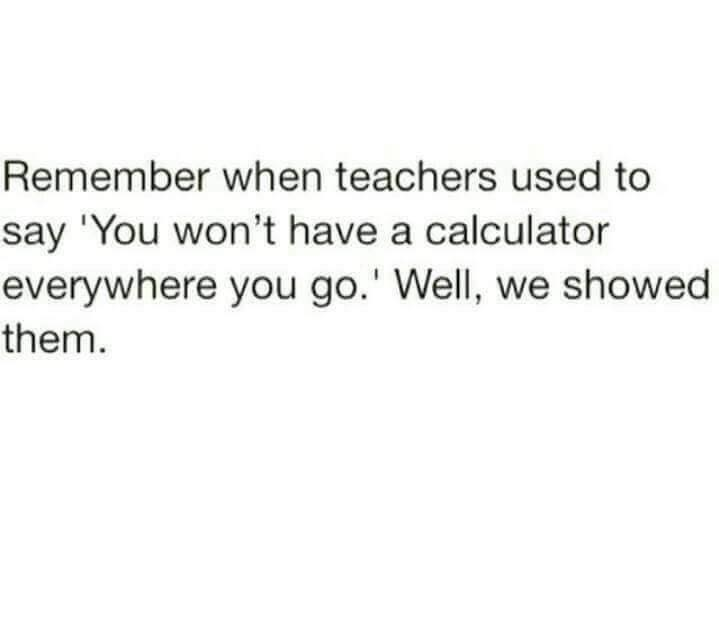 Remember when teachers used to
say 'You won’t have a calculator
everywhere you go.' Well, we showed
them.